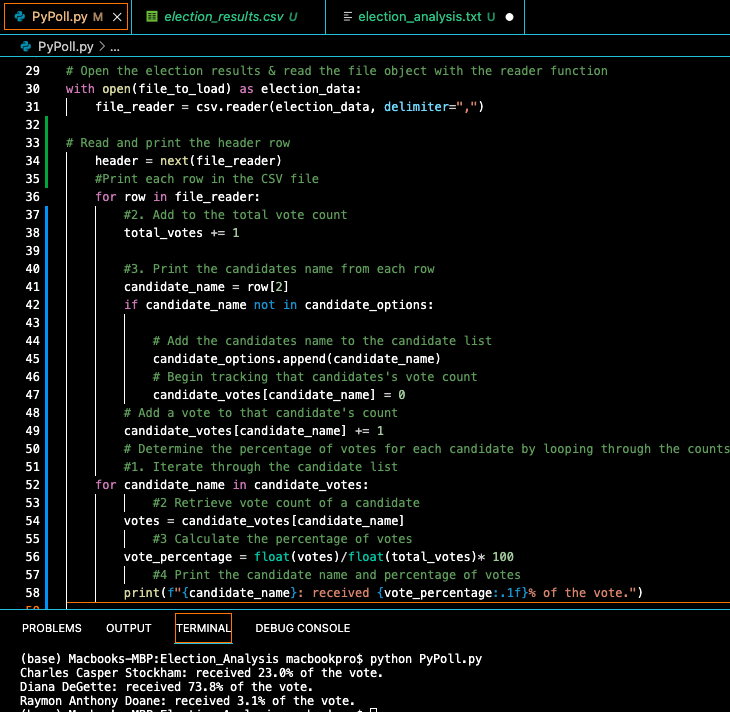 PyPoll.py M × election_results.csv U election_analysis.txt U
PyPoll.py > ...
29 # Open the election results & read the file object with the reader function
30 with open(file_to_load) as election_data:
31 file_reader = csv.reader(election_data, delimiter=",")
32
33 # Read and print the header row
34 header = next(file_reader)
35 #Print each row in the CSV file
36 for row in file_reader:
37 #2. Add to the total vote count
38 total_votes += 1
39
40 #3. Print the candidates name from each row
41 candidate_name = row[2]
42 if candidate_name not in candidate_options:
43
44 # Add the candidates name to the candidate list
45 candidate_options.append(candidate_name)
46 # Begin tracking that candidates's vote count
47 candidate_votes[candidate_name] = 0
48 # Add a vote to that candidate's count
49 candidate_votes[candidate_name] += 1
50 # Determine the percentage of votes for each candidate by looping through the counts
51 #1. Iterate through the candidate list
52 for candidate_name in candidate_votes:
53 #2 Retrieve vote count of a candidate
54 votes = candidate_votes[candidate_name]
55 #3 Calculate the percentage of votes
56 vote_percentage = float(votes)/float(total_votes)* 100
57 #4 Print the candidate name and percentage of votes
58 print(f"{candidate_name}: received {vote_percentage:.1f}% of the vote.")
PROBLEMS OUTPUT TERMINAL DEBUG CONSOLE
(base) Macbooks-MBP:Election_Analysis macbookpro$ python PyPoll.py
Charles Casper Stockham: received 23.0% of the vote.
Diana DeGette: received 73.8% of the vote.
Raymon Anthony Doane: received 3.1% of the vote.